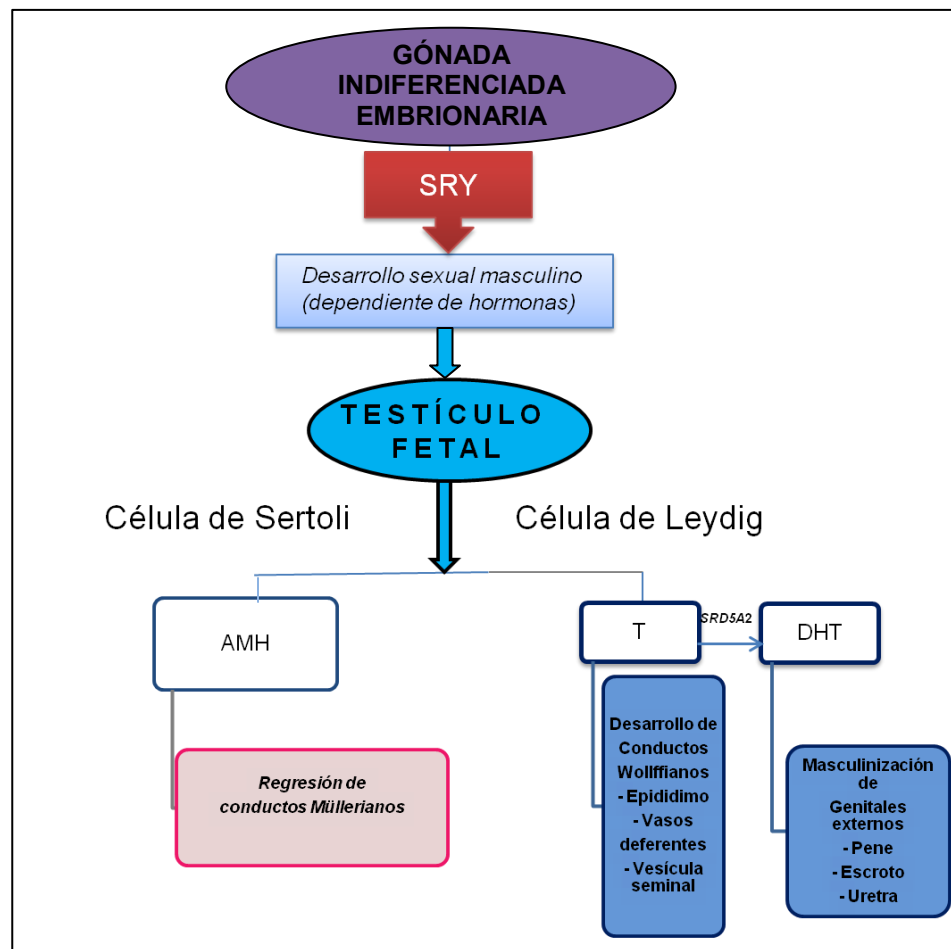 GÓNADA
INDIFERENCIADA
EMBRIONARIA
SRY
Desarrollo sexual masculino
(dependiente de hormonas)
TESTÍCULO
FETAL
Célula de Sertoli
Célula de Leydig
AMH
T
SRD5A2
DHT
Regresión de
conductos Müllerianos
Desarrollo de
Conductos
Wollffianos
- Epididimo
- Vasos
deferentes
- Vesícula
seminal
Masculinización
de
Genitales
externos
- Pene
- Escroto
- Uretra